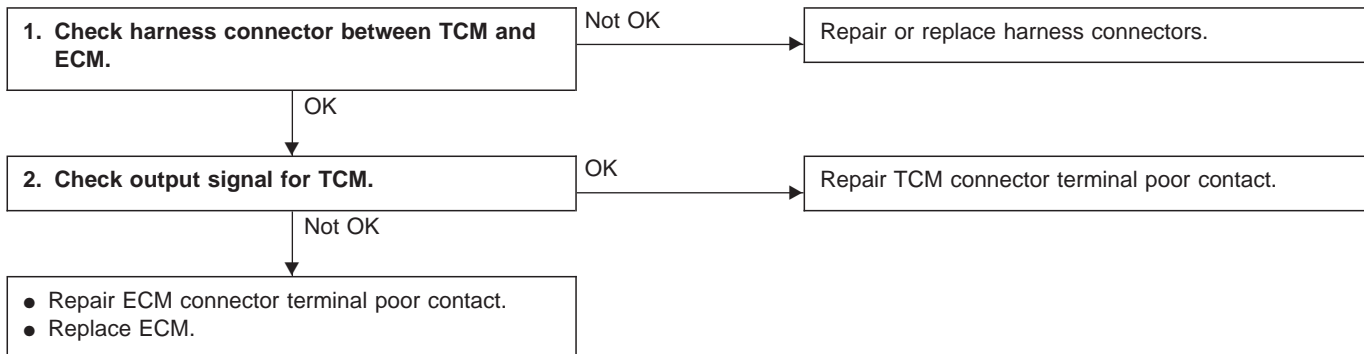 1. Check harness connector between TCM and
ECM.
Not OK
Repair or replace harness connectors.
OK
2. Check output signal for TCM.
OK
Repair TCM connector terminal poor contact.
Not OK
● Repair ECM connector terminal poor contact.
● Replace ECM.